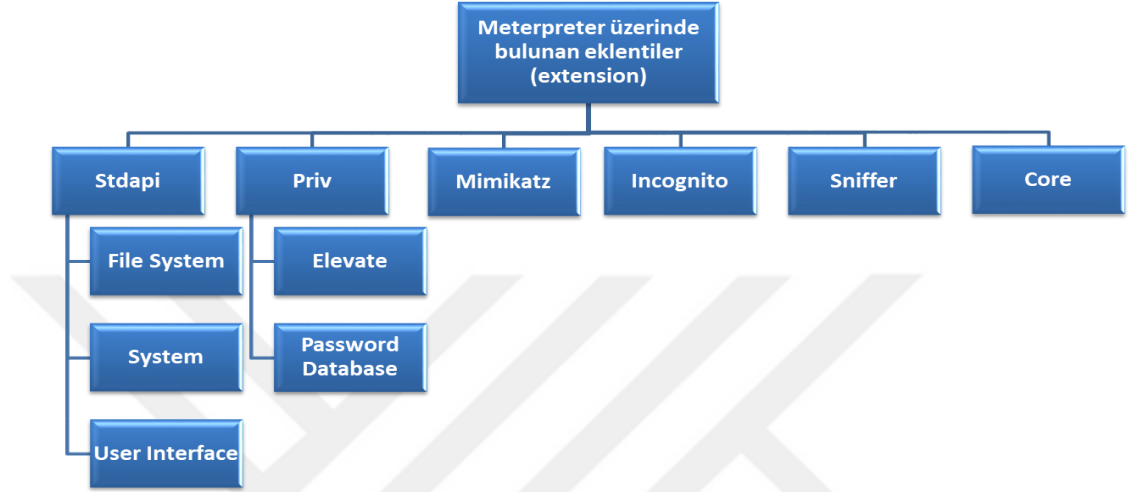 Meterpreter üzerinde
bulunan eklentiler
(extension)
Stdapi
Priv
Mimikatz
Incognito
Sniffer
Core
File System
Elevate
System
Password
Database
User Interface